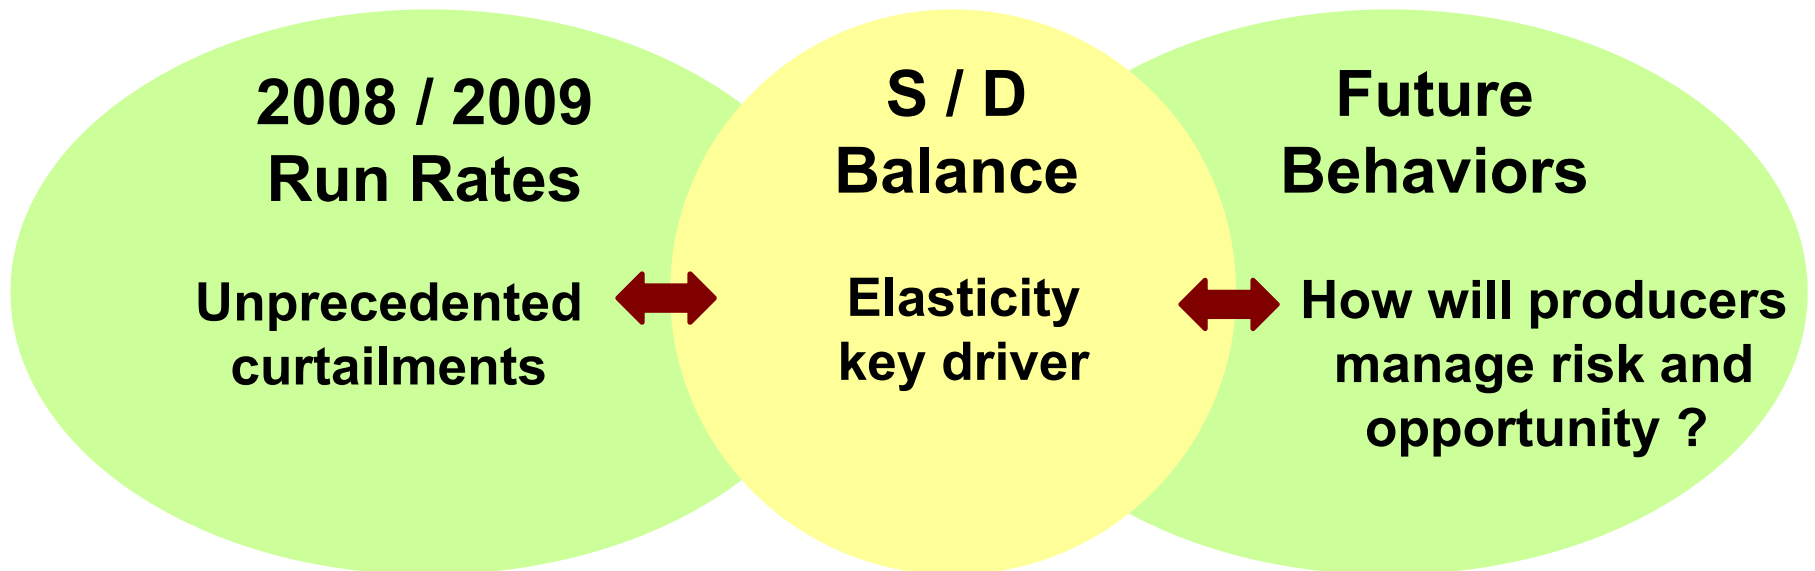 2008 / 2009
Run Rates
Unprecedented
curtailments
S / D
Balance
Elasticity
key driver
Future
Behaviors
How will producers
manage risk and
opportunity ?